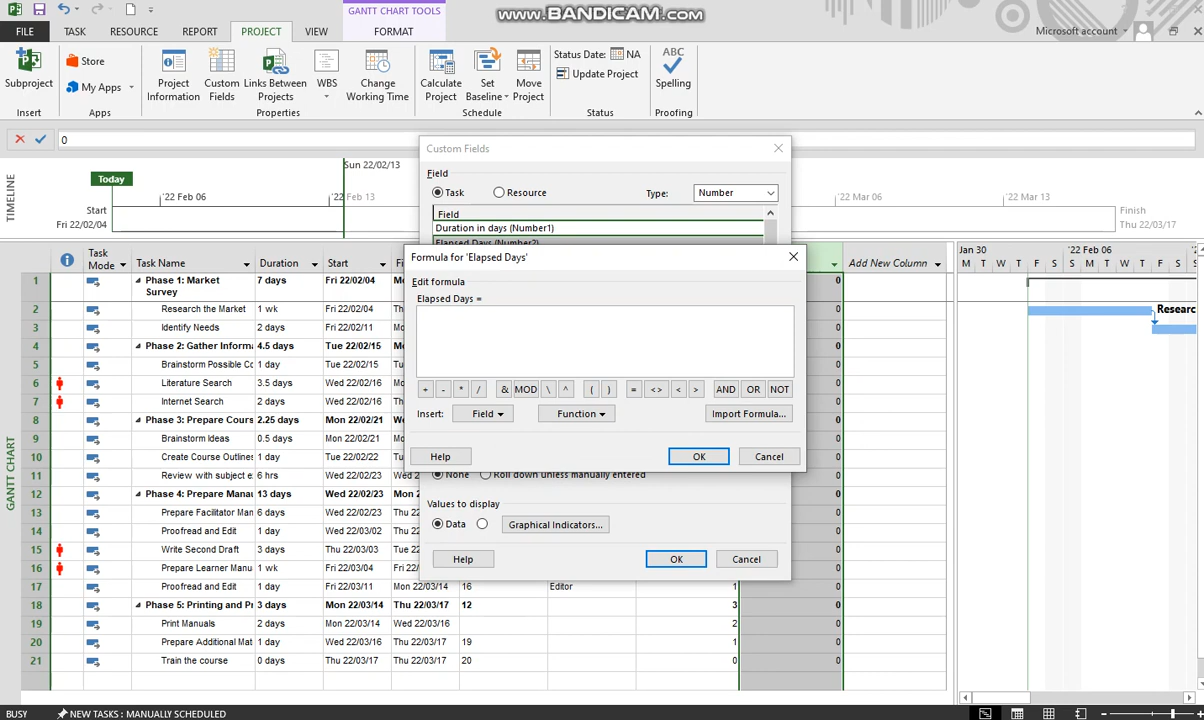 www.BANDICAM.com
GANTT CHART TOOLS
FILE TASK RESOURCE REPORT PROJECT VIEW FORMAT Microsoft account
Subproject
Insert
Store
My Apps
Apps
Project Information
Custom Fields
Links Between Projects
WBS
Change Working Time
Properties
Calculate Project
Set Baseline
Move Project
Schedule
Status Date: NA
Update Project
Status
ABC
Spelling
Proofing
0
TIMELINE
Today
Sun 22/02/13
'22 Feb 06 '22 Feb 13 '22 Mar 06 '22 Mar 13
Start
Fri 22/02/04
Finish
Thu 22/03/17
Custom Fields
Field
Task Resource Type: Number
Field
Duration in days (Number1)
Elapsed Days (Number2)
Formula for 'Elapsed Days'
Edit formula
Elapsed Days =
+ - * / & MOD \ ^ ( ) = <> < > AND OR NOT
Insert: Field Function Import Formula...
Help OK Cancel
None Roll down unless manually entered
Values to display
Data Graphical Indicators...
Help OK Cancel
GANTT CHART
Task Mode Task Name Duration Start Add New Column
Jan 30 '22 Feb 06
M T W T F S S M T W T F S
1 Phase 1: Market Survey 7 days Fri 22/02/04 0
2 Research the Market 1 wk Fri 22/02/04 0 Researc
3 Identify Needs 2 days Fri 22/02/11 0
4 Phase 2: Gather Informa 4.5 days Tue 22/02/15 0
5 Brainstorm Possible Co 1 day Tue 22/02/15 0
6 Literature Search 3.5 days Wed 22/02/16 0
7 Internet Search 2 days Wed 22/02/16 0
8 Phase 3: Prepare Cours 2.25 days Mon 22/02/21 0
9 Brainstorm Ideas 0.5 days Mon 22/02/21 0
10 Create Course Outlines 1 day Tue 22/02/22 0
11 Review with subject e 6 hrs Wed 22/02/23 0
12 Phase 4: Prepare Manu 13 days Wed 22/02/23 0
13 Prepare Facilitator Man 6 days Wed 22/02/23 0
14 Proofread and Edit 1 day Wed 22/03/02 0
15 Write Second Draft 3 days Thu 22/03/03 0
16 Prepare Learner Manu 1 wk Fri 22/03/04 0
17 Proofread and Edit 1 day Fri 22/03/11 Mon 22/03/14 16 Editor 1 0
18 Phase 5: Printing and Pr 3 days Mon 22/03/14 Thu 22/03/17 12 3 0
19 Print Manuals 2 days Mon 22/03/14 Wed 22/03/16 2 0
20 Prepare Additional Mat 1 day Wed 22/03/16 Thu 22/03/17 19 1 0
21 Train the course 0 days Thu 22/03/17 Thu 22/03/17 20 0 0
BUSY NEW TASKS : MANUALLY SCHEDULED